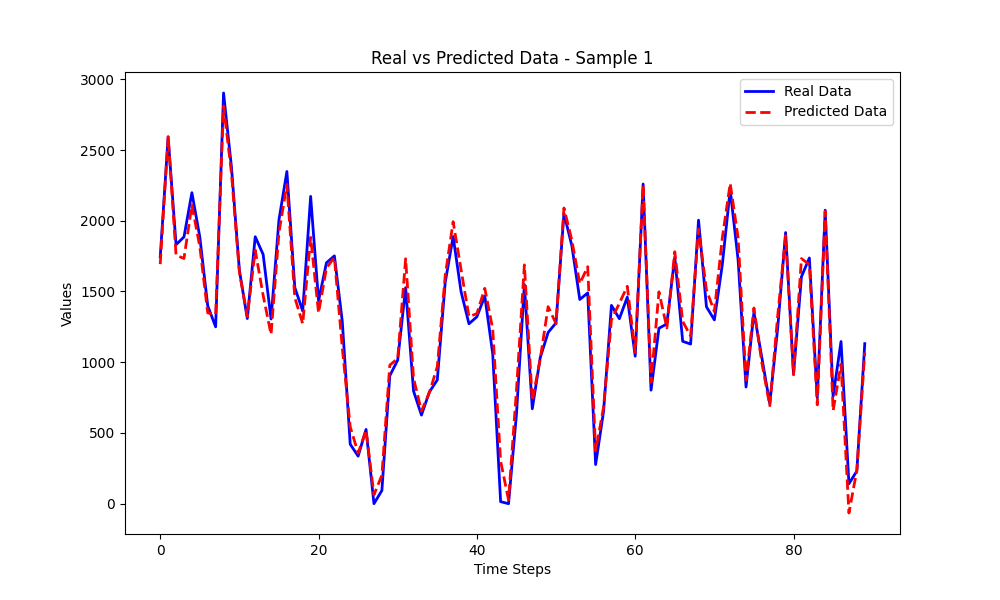 Real vs Predicted Data - Sample 1
Real Data
Predicted Data
Values
3000
2500
2000
1500
1000
500
0
0 20 40 60 80
Time Steps